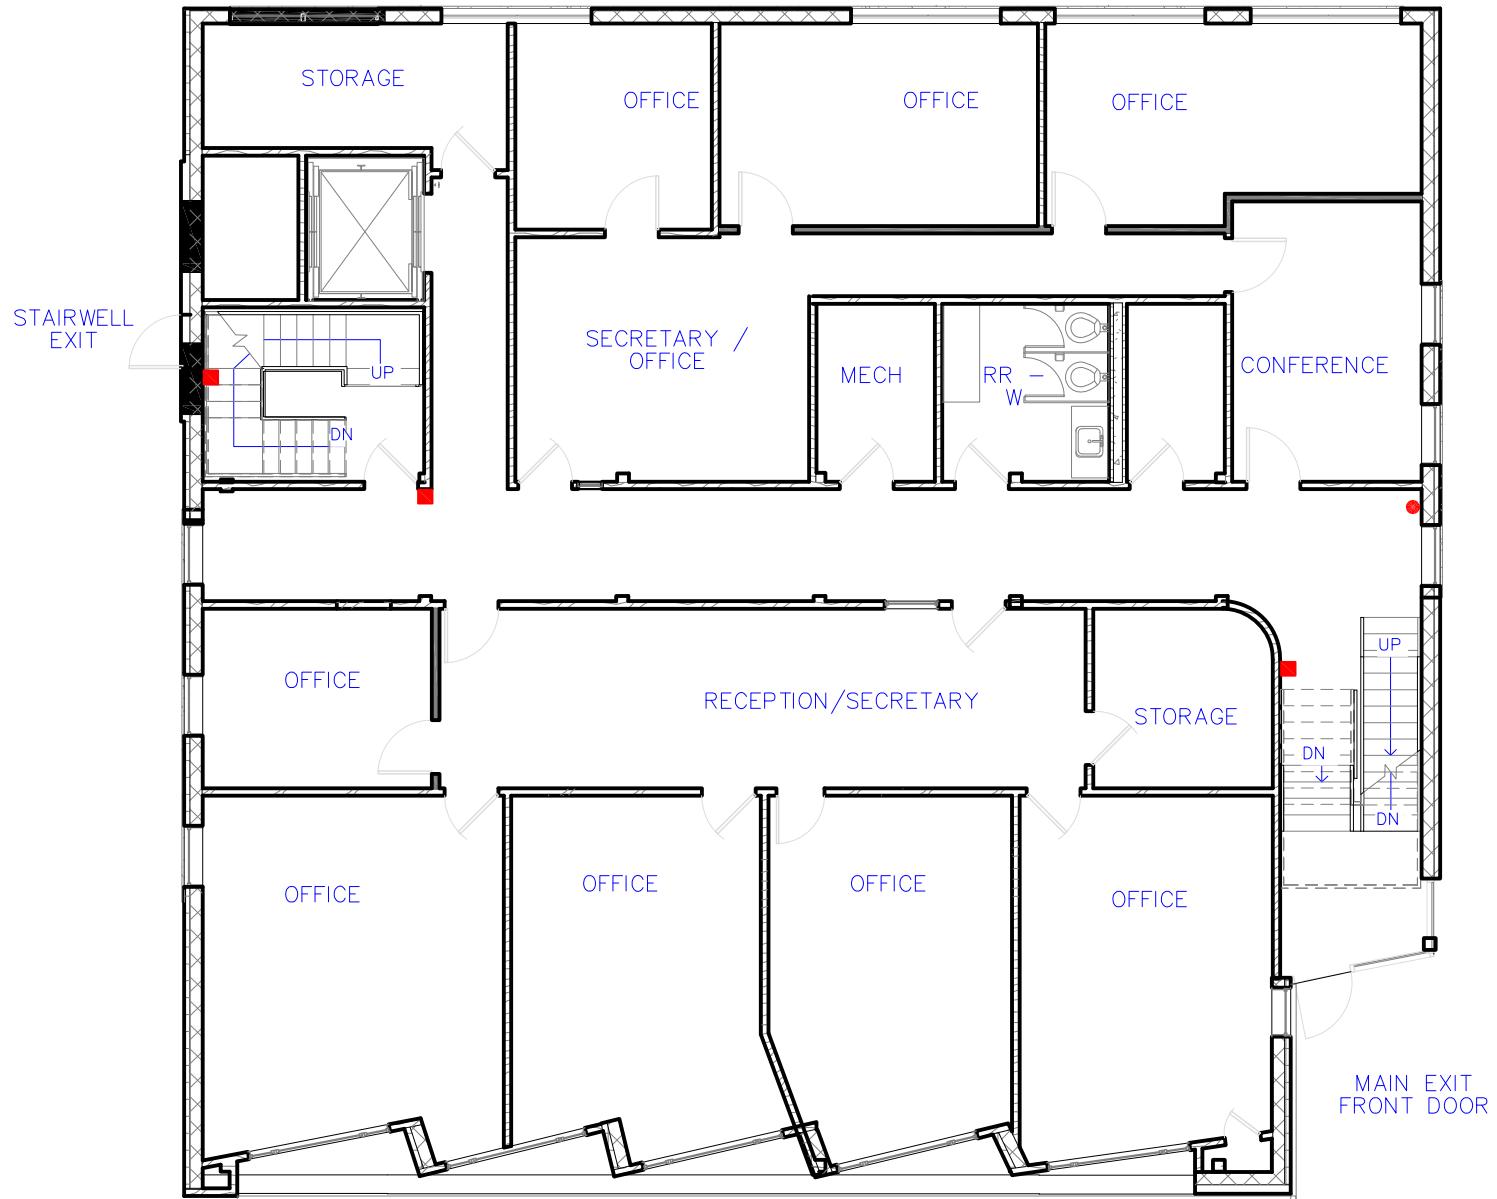 STORAGE
OFFICE
OFFICE
OFFICE
STAIRWELL
EXIT
SECRETARY /
OFFICE
UP
MECH
RR -
W
CONFERENCE
DN
UP
OFFICE
RECEPTION/SECRETARY
STORAGE
DN
DN
OFFICE
OFFICE
OFFICE
OFFICE
MAIN EXIT
FRONT DOOR